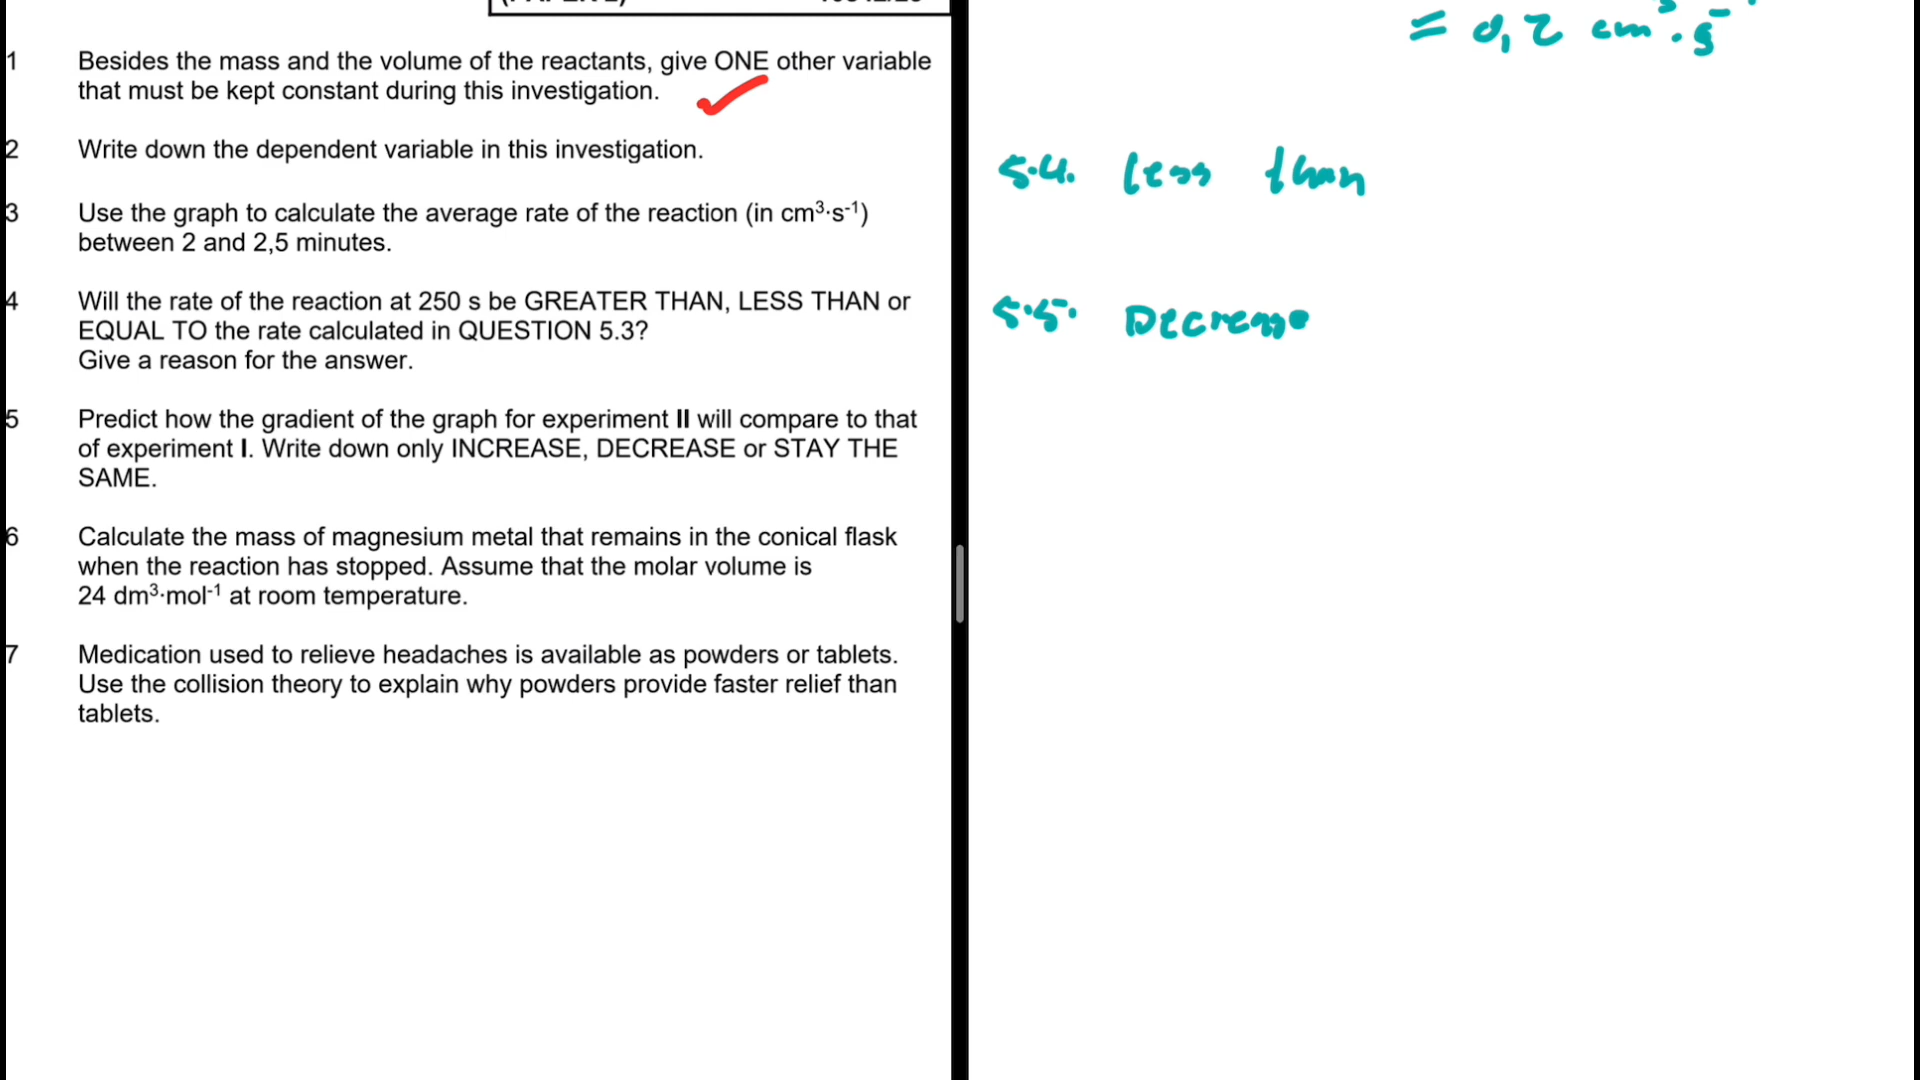 1 Besides the mass and the volume of the reactants, give ONE other variable
that must be kept constant during this investigation.
2 Write down the dependent variable in this investigation.
3 Use the graph to calculate the average rate of the reaction (in cm³·s⁻¹)
between 2 and 2,5 minutes.
4 Will the rate of the reaction at 250 s be GREATER THAN, LESS THAN or
EQUAL TO the rate calculated in QUESTION 5.3?
Give a reason for the answer.
5 Predict how the gradient of the graph for experiment II will compare to that
of experiment I. Write down only INCREASE, DECREASE or STAY THE
SAME.
6 Calculate the mass of magnesium metal that remains in the conical flask
when the reaction has stopped. Assume that the molar volume is
24 dm³·mol⁻¹ at room temperature.
7 Medication used to relieve headaches is available as powders or tablets.
Use the collision theory to explain why powders provide faster relief than
tablets.
= 0,2 cm³.s⁻¹
5.4. Less than
5.5. Decrease